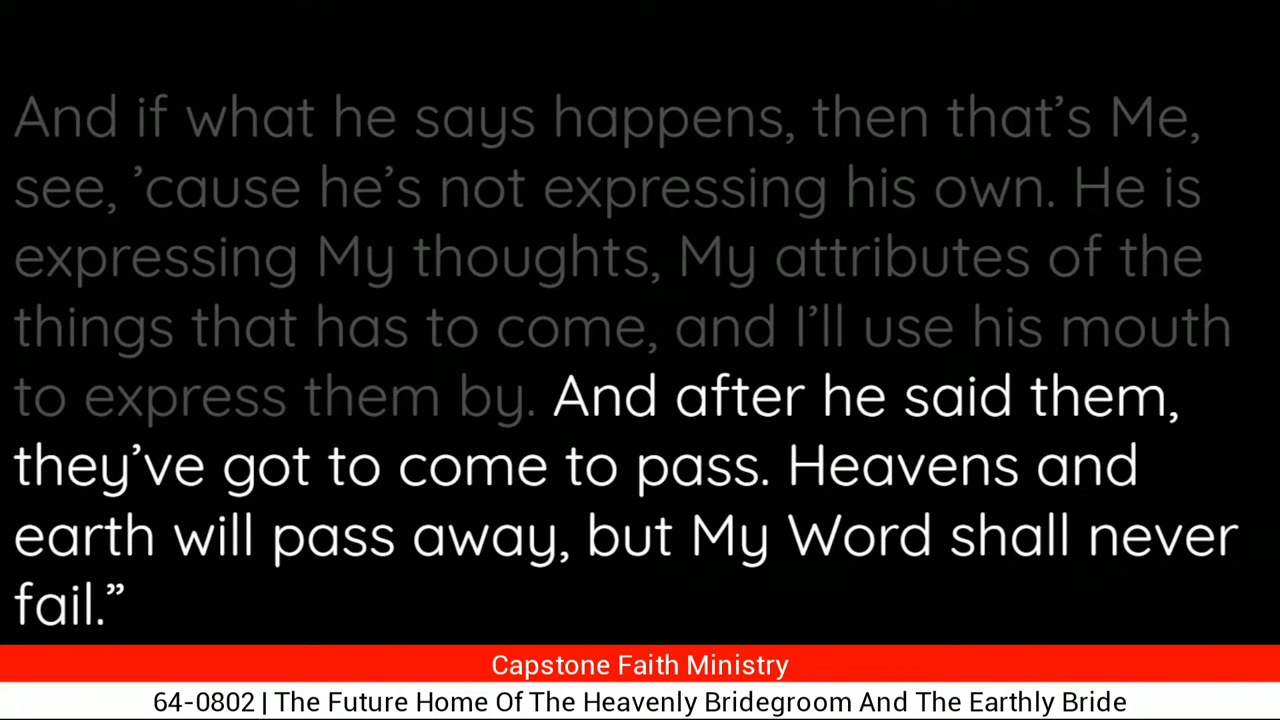 And if what he says happens, then that’s Me,
see, ’cause he’s not expressing his own. He is
expressing My thoughts, My attributes of the
things that has to come, and I’ll use his mouth
to express them by. And after he said them,
they’ve got to come to pass. Heavens and
earth will pass away, but My Word shall never
fail.”
Capstone Faith Ministry
64-0802 | The Future Home Of The Heavenly Bridegroom And The Earthly Bride